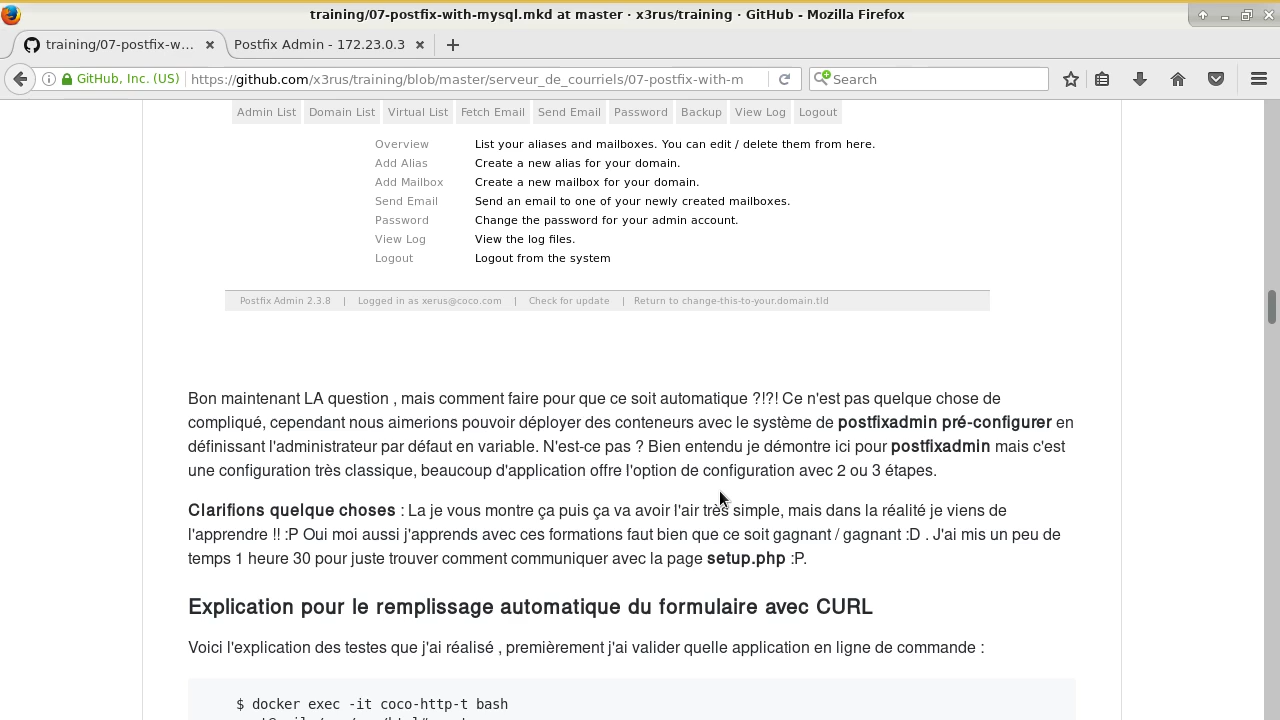 training/07-postfix-with-mysql.mkd at master · x3rus/training · GitHub - Mozilla Firefox
training/07-postfix-w...
Postfix Admin - 172.23.0.3
GitHub, Inc. (US)
https://github.com/x3rus/training/blob/master/serveur_de_courriels/07-postfix-with-m
Search
Admin List Domain List Virtual List Fetch Email Send Email Password Backup View Log Logout
Overview List your aliases and mailboxes. You can edit / delete them from here.
Add Alias Create a new alias for your domain.
Add Mailbox Create a new mailbox for your domain.
Send Email Send an email to one of your newly created mailboxes.
Password Change the password for your admin account.
View Log View the log files.
Logout Logout from the system
Postfix Admin 2.3.8 | Logged in as xerus@coco.com | Check for update | Return to change-this-to-your.domain.tld
Bon maintenant LA question , mais comment faire pour que ce soit automatique ?!?! Ce n'est pas quelque chose de
compliqué, cependant nous aimerions pouvoir déployer des conteneurs avec le système de postfixadmin pré-configurer en
définissant l'administrateur par défaut en variable. N'est-ce pas ? Bien entendu je démontre ici pour postfixadmin mais c'est
une configuration très classique, beaucoup d'application offre l'option de configuration avec 2 ou 3 étapes.
Clarifions quelque choses : La je vous montre ça puis ça va avoir l'air très simple, mais dans la réalité je viens de
l'apprendre !! :P Oui moi aussi j'apprends avec ces formations faut bien que ce soit gagnant / gagnant :D . J'ai mis un peu de
temps 1 heure 30 pour juste trouver comment communiquer avec la page setup.php :P.
Explication pour le remplissage automatique du formulaire avec CURL
Voici l'explication des testes que j'ai réalisé , premièrement j'ai valider quelle application en ligne de commande :
$ docker exec -it coco-http-t bash